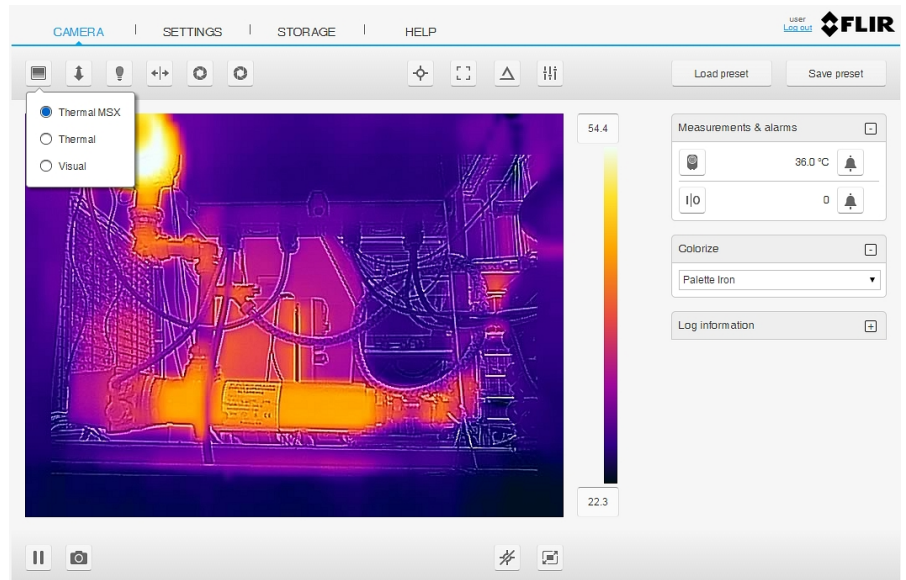 CAMERA SETTINGS STORAGE HELP
user
Log out
FLIR
Load preset Save preset
Thermal MSX
Thermal
Visual
54.4
22.3
Measurements & alarms
36.0 °C
I|O 0
Colorize
Palette Iron
Log information